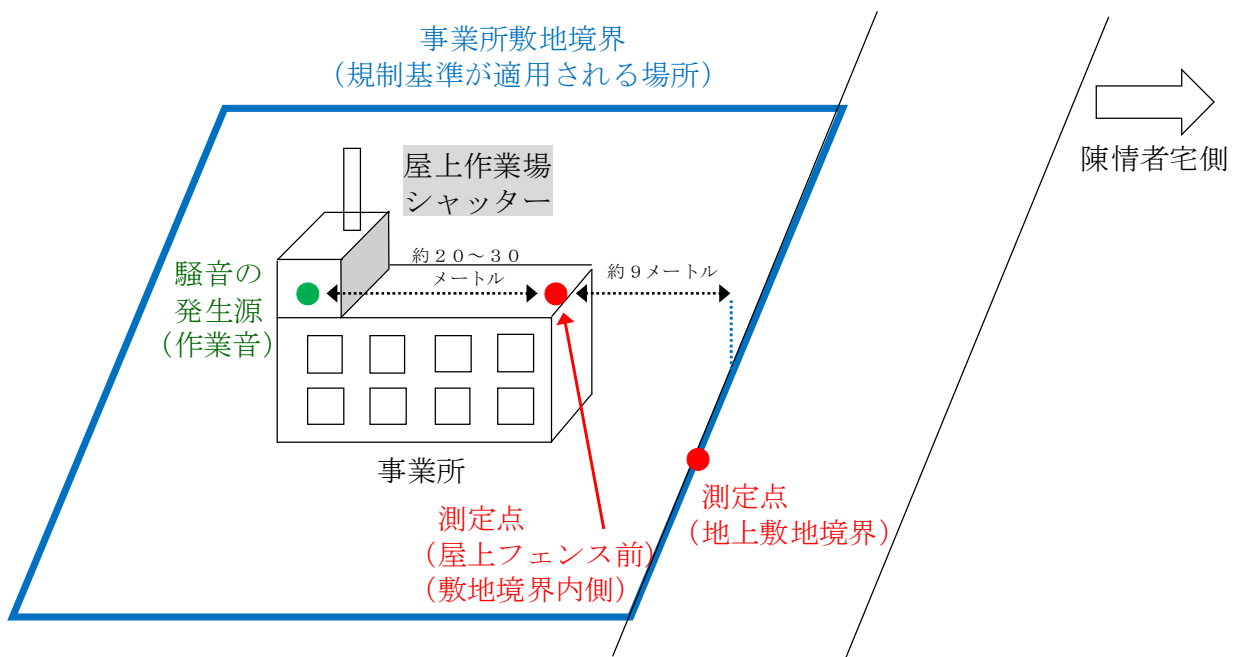 事業所敷地境界
（規制基準が適用される場所）
陳情者宅側
屋上作業場
シャッター
約２０～３０
メートル
約９メートル
騒音の
発生源
（作業音）
事業所
測定点
（屋上フェンス前）
（敷地境界内側）
測定点
（地上敷地境界）